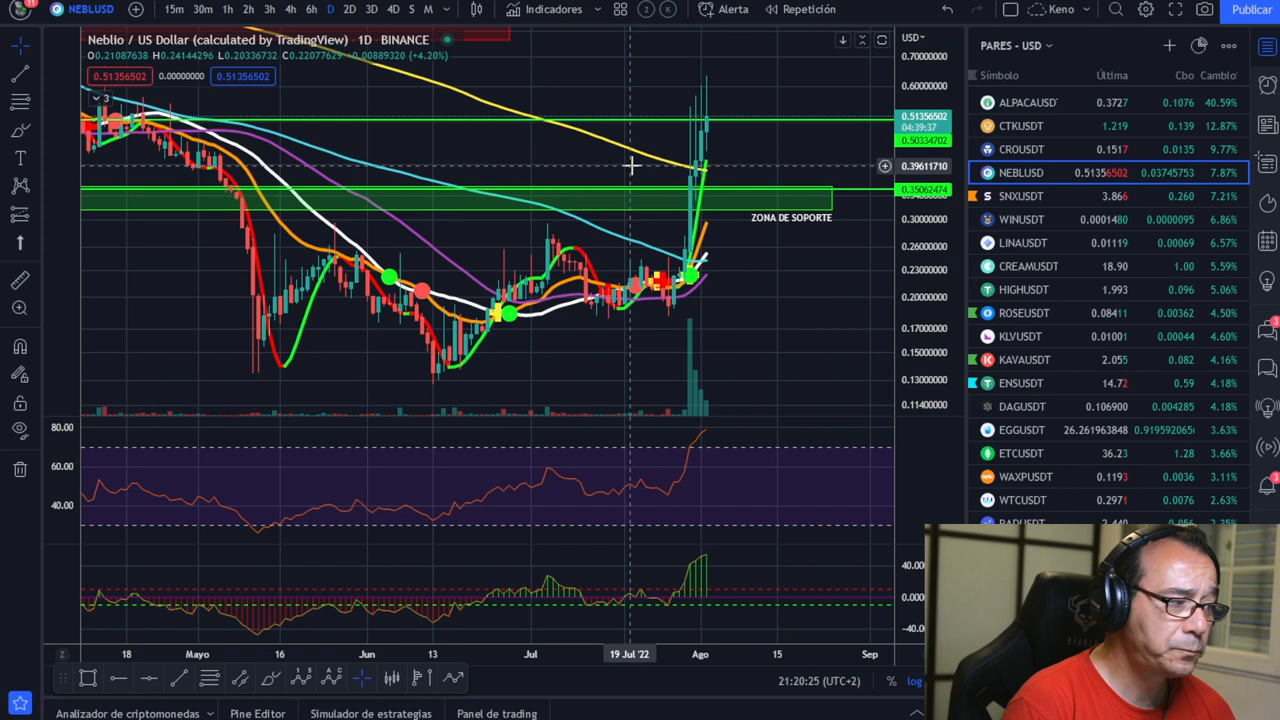 11 NEBLUSD 15m 30m 1h 2h 3h 4h 6h D 2D 3D 4D S M Indicadores 2 K Alerta Repetición Keno Publicar
Neblio / US Dollar (calculated by TradingView) · 1D · BINANCE
O0.21087638 H0.24144296 L0.20336732 C0.22077629 +0.00889320 (+4.20%)
0.51356502 0.00000000 0.51356502
3
ZONA DE SOPORTE
USD
0.70000000
0.60000000
0.51356502
04:39:37
0.50334702
0.39611710
0.35062474
0.30000000
0.26000000
0.23000000
0.20000000
0.17000000
0.15000000
0.13000000
0.11400000
80.00
60.00
40.00
40.00
0.000
-40.00
Z 18 Mayo 16 Jun 13 Jul 19 Jul '22 Ago 15 Sep
21:20:25 (UTC+2) % log
Analizador de criptomonedas Pine Editor Simulador de estrategias Panel de trading
PARES - USD
Símbolo Última Cbo Cambio
ALPACAUSD 0.3727 0.1076 40.59%
CTKUSDT 1.219 0.139 12.87%
CROUSDT 0.1517 0.0135 9.77%
NEBLUSD 0.51356502 0.03745753 7.87%
SNXUSDT 3.866 0.260 7.21%
WINUSDT 0.0001480 0.0000095 6.86%
LINAUSDT 0.01119 0.00069 6.57%
CREAMUSDT 18.90 1.00 5.59%
HIGHUSDT 1.993 0.096 5.06%
ROSEUSDT 0.08411 0.00362 4.50%
KLVUSDT 0.01001 0.00044 4.60%
KAVAUSDT 2.055 0.082 4.16%
ENSUSDT 14.72 0.59 4.18%
DAGUSDT 0.106900 0.004285 4.18%
EGGUSDT 26.261963848 0.919592065 3.63%
ETCUSDT 36.23 1.28 3.66%
WAXPUSDT 0.1193 0.0036 3.11%
WTCUSDT 0.2971 0.0076 2.63%